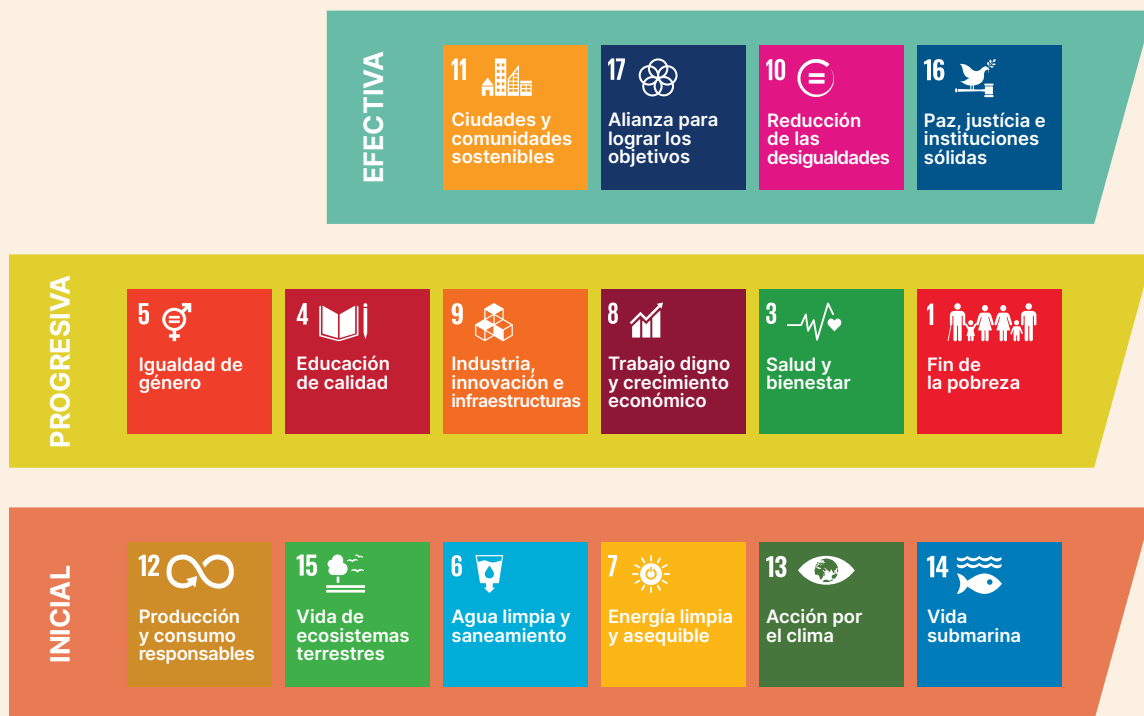 EFECTIVA
11
Ciudades y
comunidades
sostenibles
17
Alianza para
lograr los
objetivos
10
Reducción
de las
desigualdades
16
Paz, justícia e
instituciones
sólidas
PROGRESIVA
5
Igualdad de
género
4
Educación
de calidad
9
Industria,
innovación e
infraestructuras
8
Trabajo digno
y crecimiento
económico
3
Salud y
bienestar
1
Fin de
la pobreza
INICIAL
12
Producción
y consumo
responsables
15
Vida de
ecosistemas
terrestres
6
Agua limpia y
saneamiento
7
Energía limpia
y asequible
13
Acción por
el clima
14
Vida
submarina